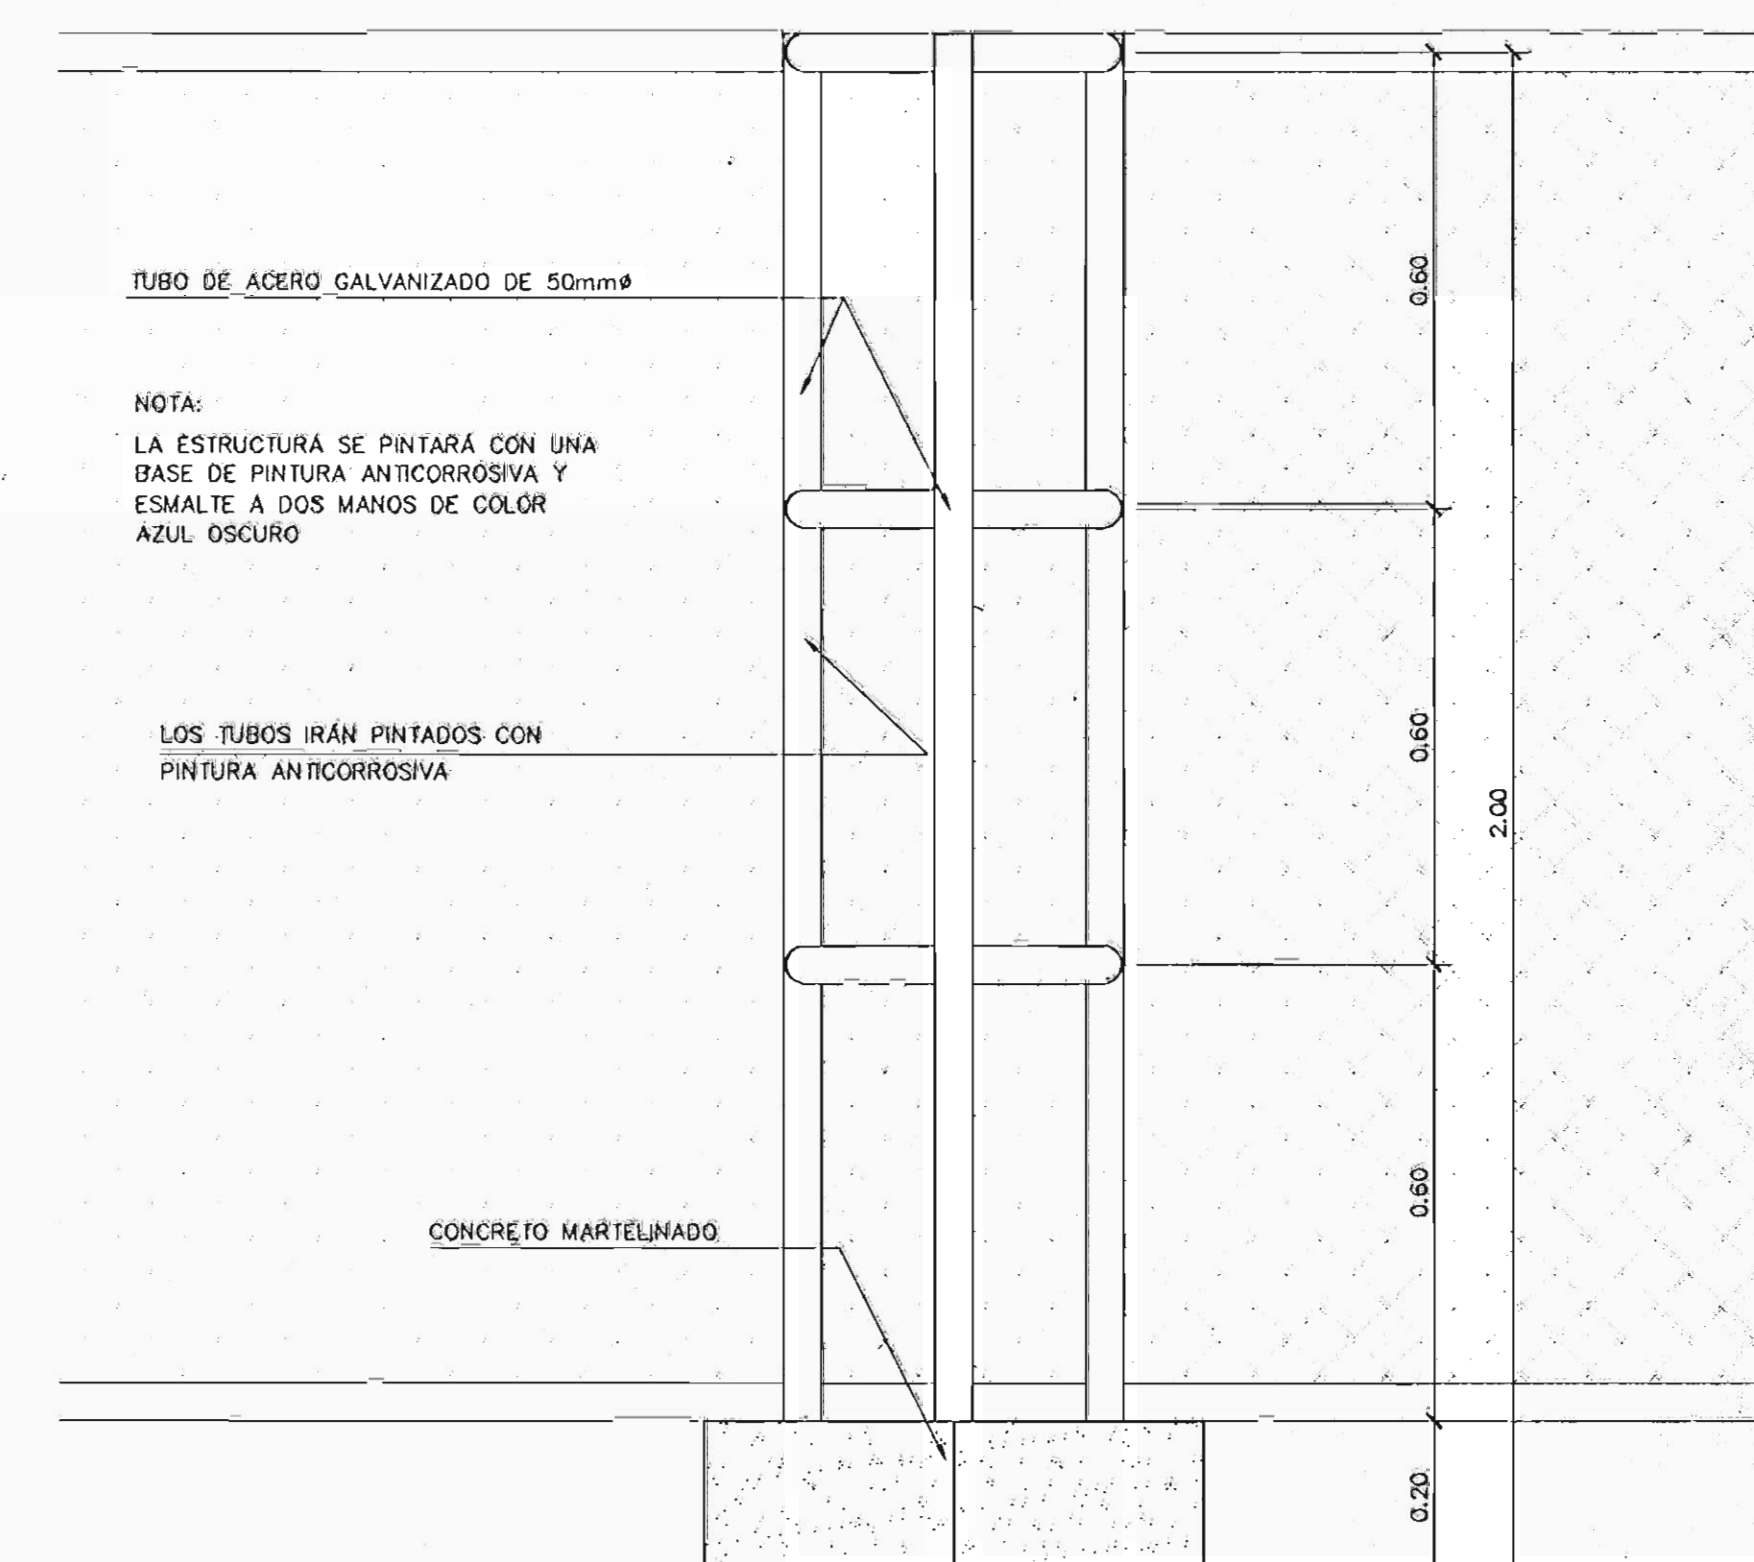 TUBO DE ACERO GALVANIZADO DE 50mmø
NOTA:
LA ESTRUCTURA SE PINTARÁ CON UNA
BASE DE PINTURA ANTICORROSIVA Y
ESMALTE A DOS MANOS DE COLOR
AZUL OSCURO
LOS TUBOS IRÁN PINTADOS CON
PINTURA ANTICORROSIVA
CONCRETO MARTELINADO
0.60
0.60
2.00
0.60
0.20